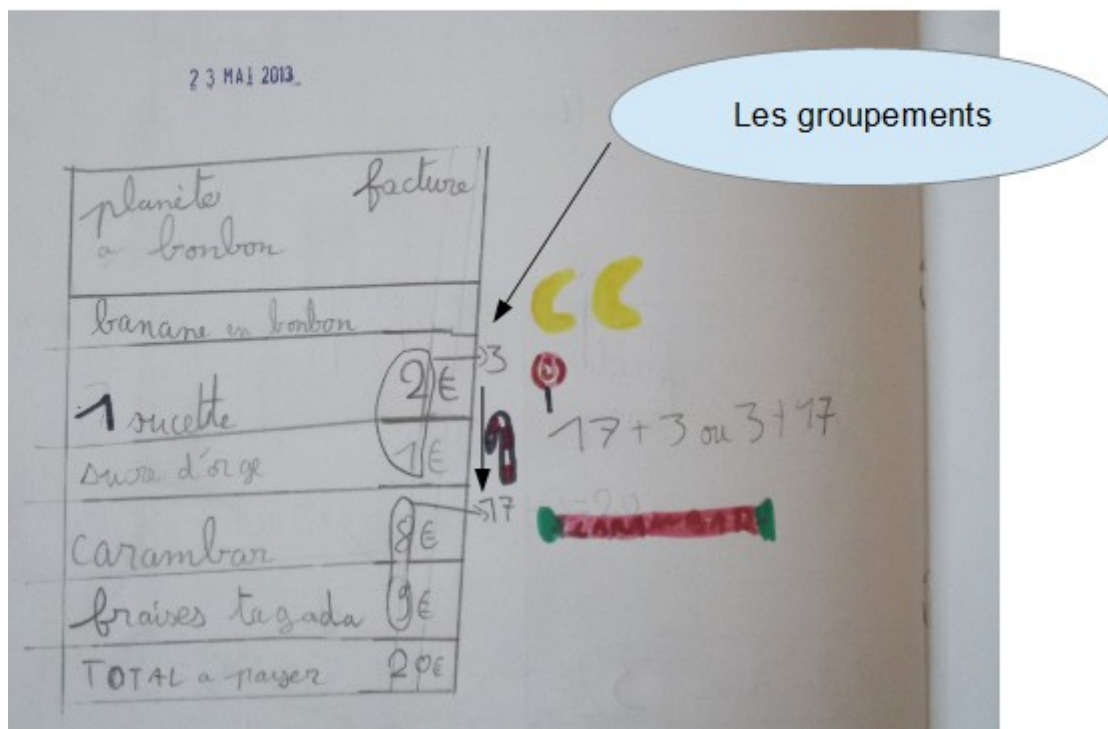 23 MAI 2013
Les groupements
planète facture
a bonbon
banane en bonbon
2€ → 3
1 sucette
1€
sucre d'orge
17 + 3 ou 3 + 17
→ 17
carambar 8€
CARAMBAR
fraises tagada 9€
TOTAL a payer 20€